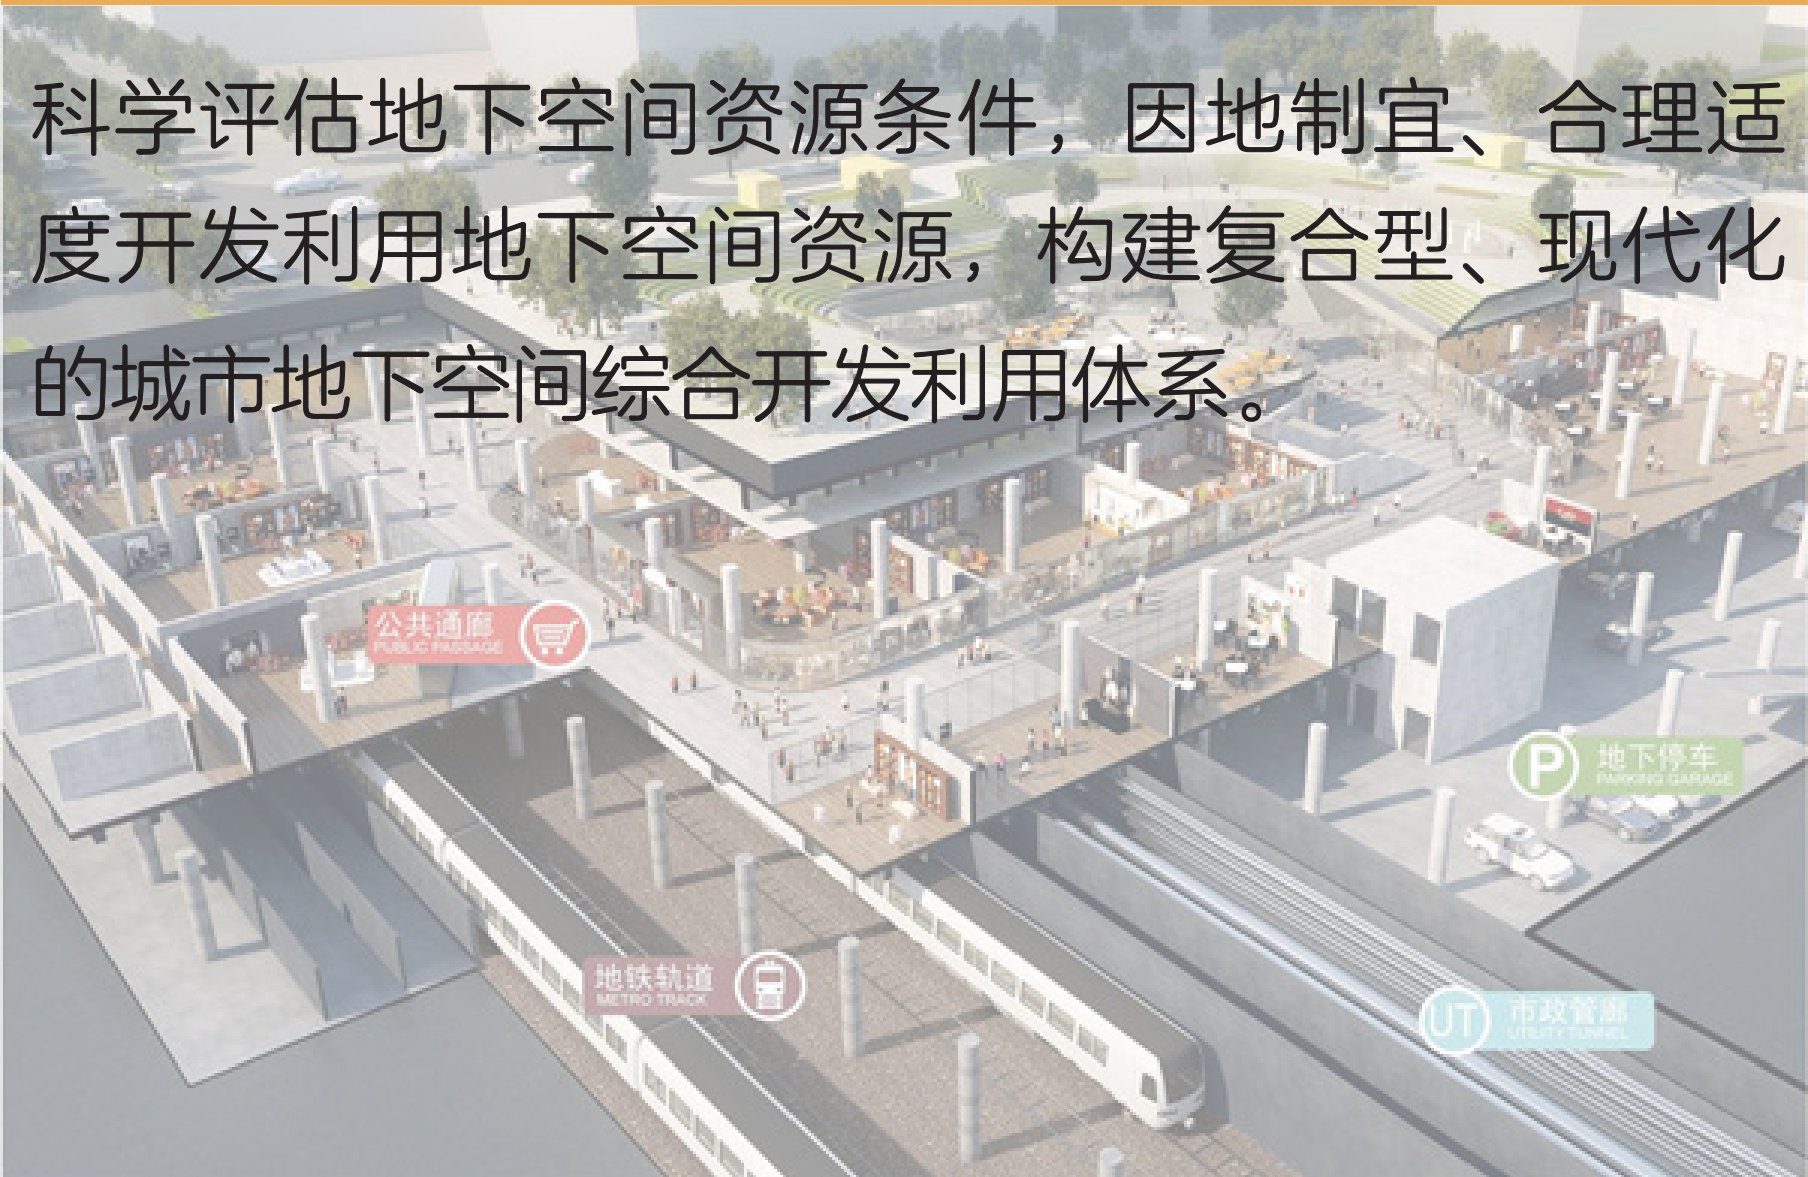 科学评估地下空间资源条件，因地制宜、合理适
度开发利用地下空间资源，构建复合型、现代化
的城市地下空间综合开发利用体系。
公共通廊
PUBLIC PASSAGE
P
地下停车
PARKING GARAGE
地铁轨道
METRO TRACK
UT
市政管廊
UTILITY TUNNEL